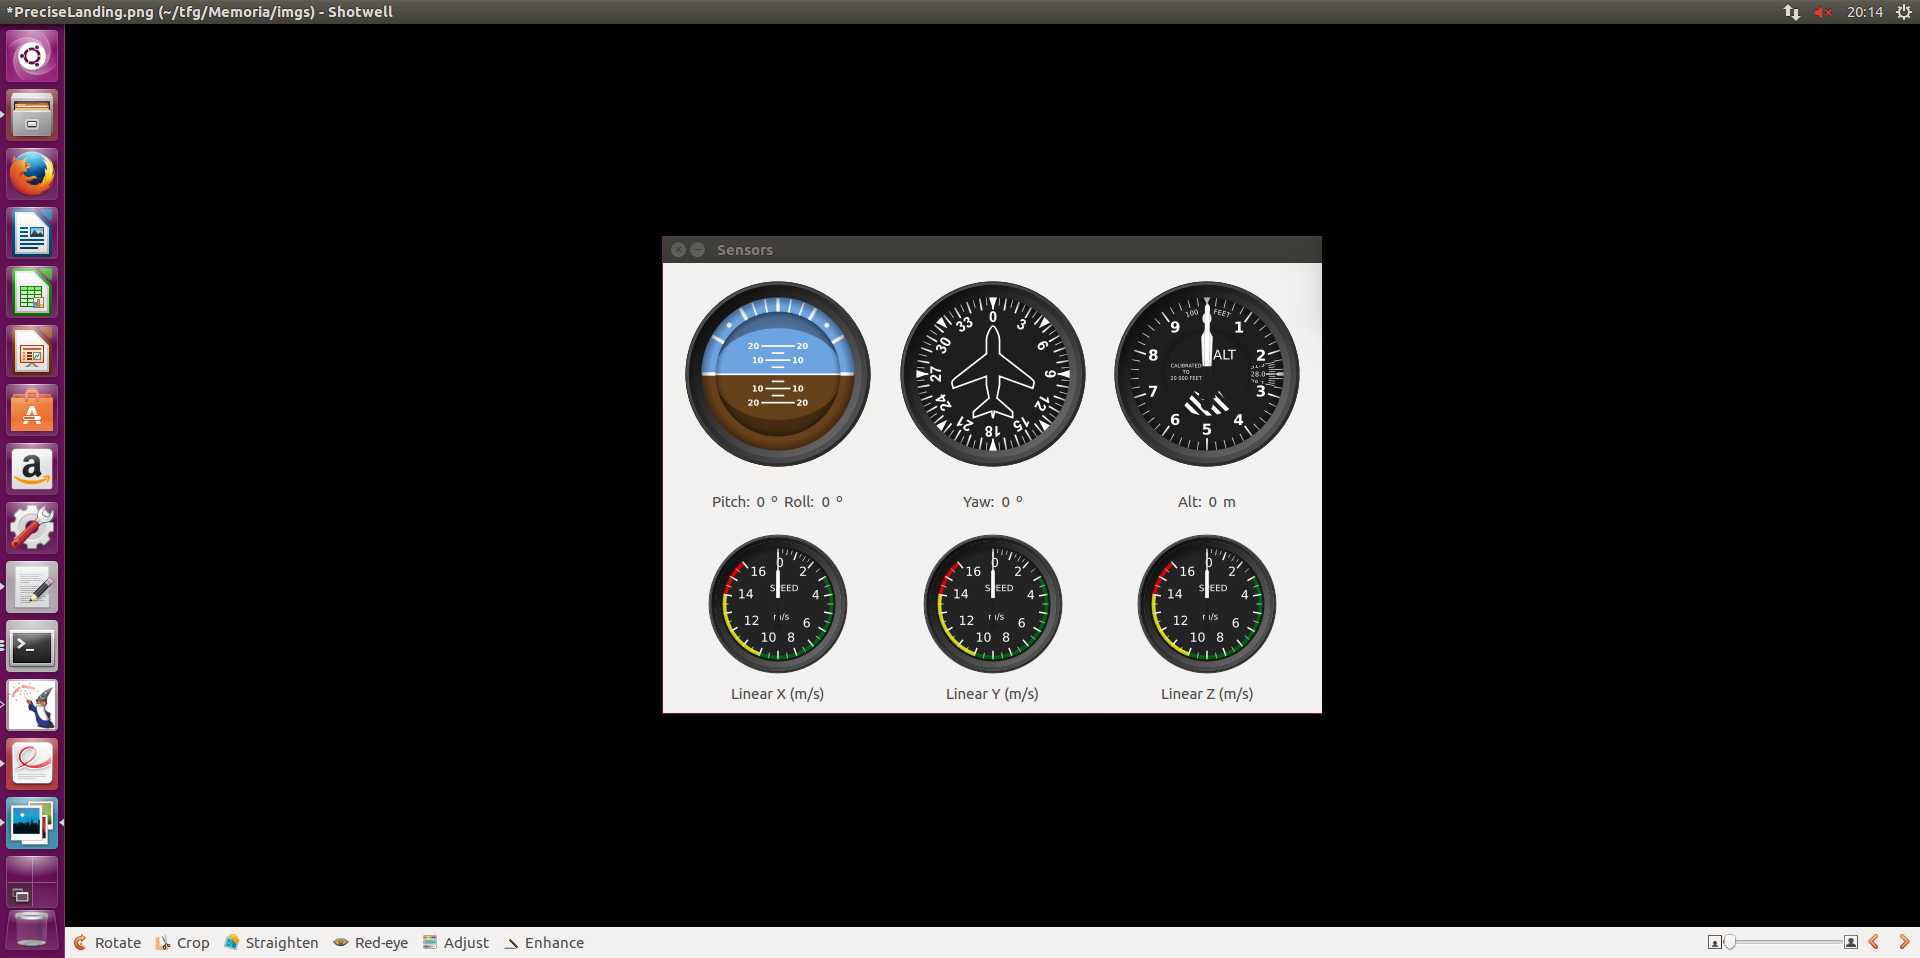 *PreciseLanding.png (~/tfg/Memoria/imgs) - Shotwell
20:14
Sensors
20 20
10 10
10 10
20 20
0 3 6 9 12 15 18 21 24 27 30 33
100 FEET
9 1
ALT
8 2
CALIBRATED
TO
20 000 FEET
28.0
7 3
6 4
5
Pitch: 0 º Roll: 0 º
Yaw: 0 º
Alt: 0 m
0 2 4 6 8 10 12 14 16
SPEED
m/s
0 2 4 6 8 10 12 14 16
SPEED
m/s
0 2 4 6 8 10 12 14 16
SPEED
m/s
Linear X (m/s)
Linear Y (m/s)
Linear Z (m/s)
Rotate Crop Straighten Red-eye Adjust Enhance